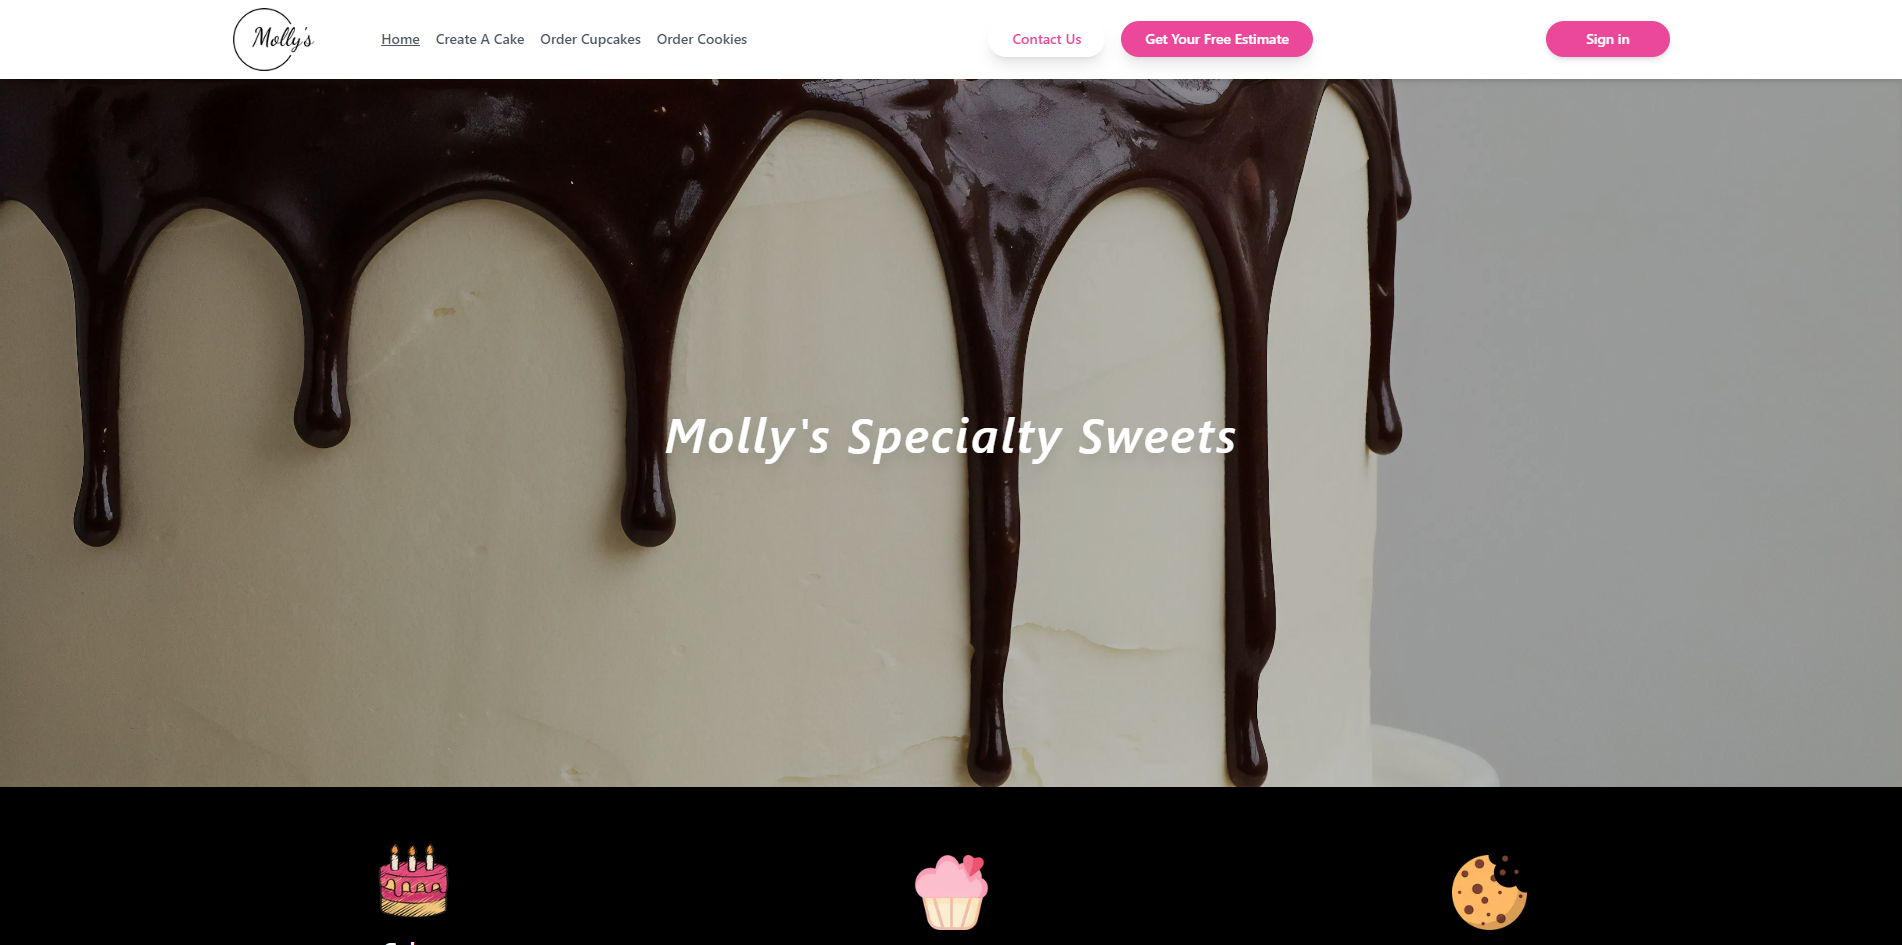 Molly's
Home Create A Cake Order Cupcakes Order Cookies
Contact Us
Get Your Free Estimate
Sign in
Molly's Specialty Sweets